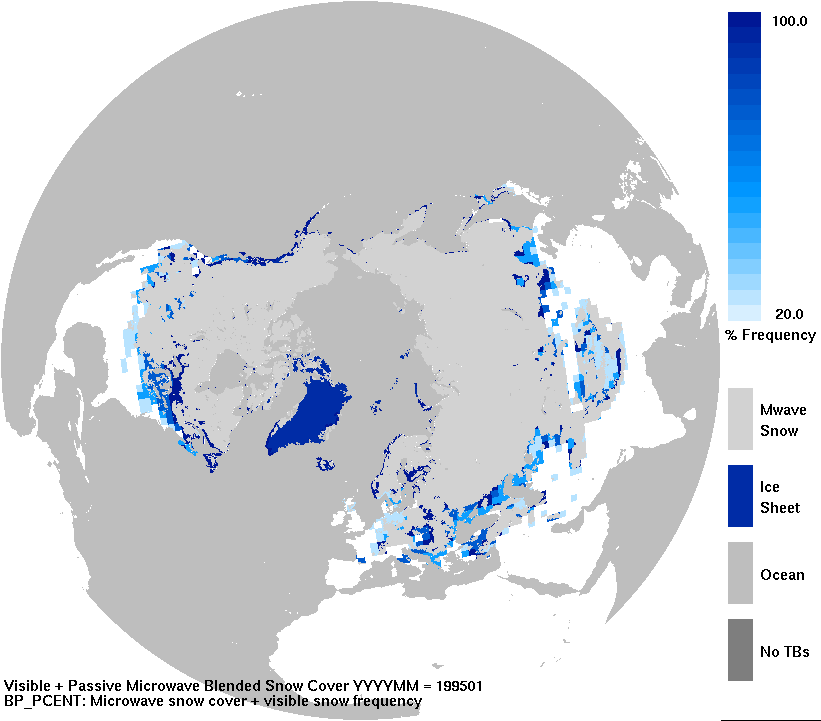 100.0
20.0
% Frequency
Mwave
Snow
Ice
Sheet
Ocean
No TBs
Visible + Passive Microwave Blended Snow Cover YYYYMM = 199501
BP_PCENT: Microwave snow cover + visible snow frequency